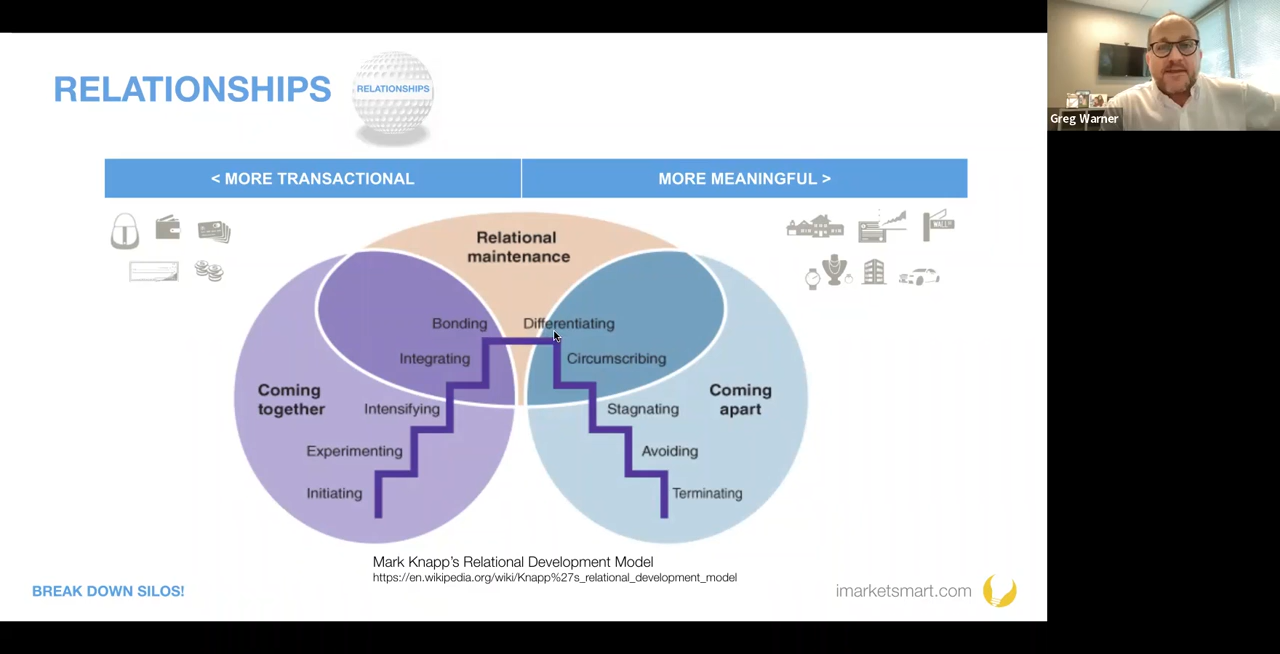 RELATIONSHIPS
RELATIONSHIPS
Greg Warner
< MORE TRANSACTIONAL
MORE MEANINGFUL >
WALL ST
Relational
maintenance
Bonding
Differentiating
Integrating
Circumscribing
Coming
together
Coming
apart
Intensifying
Stagnating
Experimenting
Avoiding
Initiating
Terminating
Mark Knapp's Relational Development Model
https://en.wikipedia.org/wiki/Knapp%27s_relational_development_model
BREAK DOWN SILOS!
imarketsmart.com